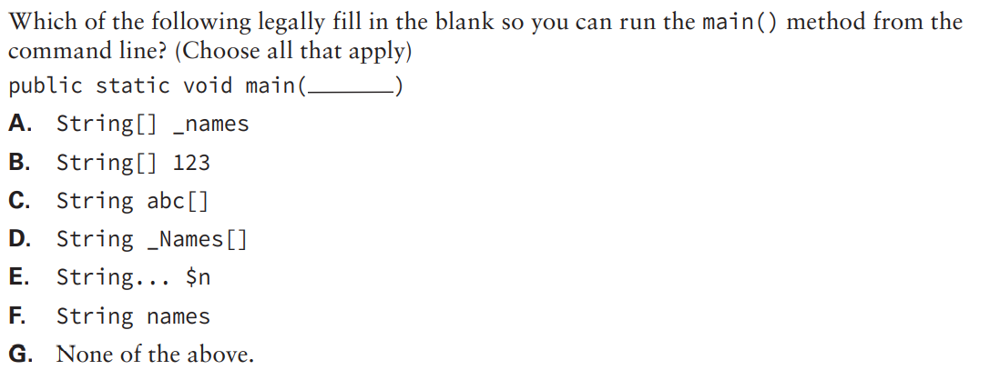 Which of the following legally fill in the blank so you can run the main() method from the
command line? (Choose all that apply)
public static void main(_______)
A. String[] _names
B. String[] 123
C. String abc[]
D. String _Names[]
E. String... $n
F. String names
G. None of the above.